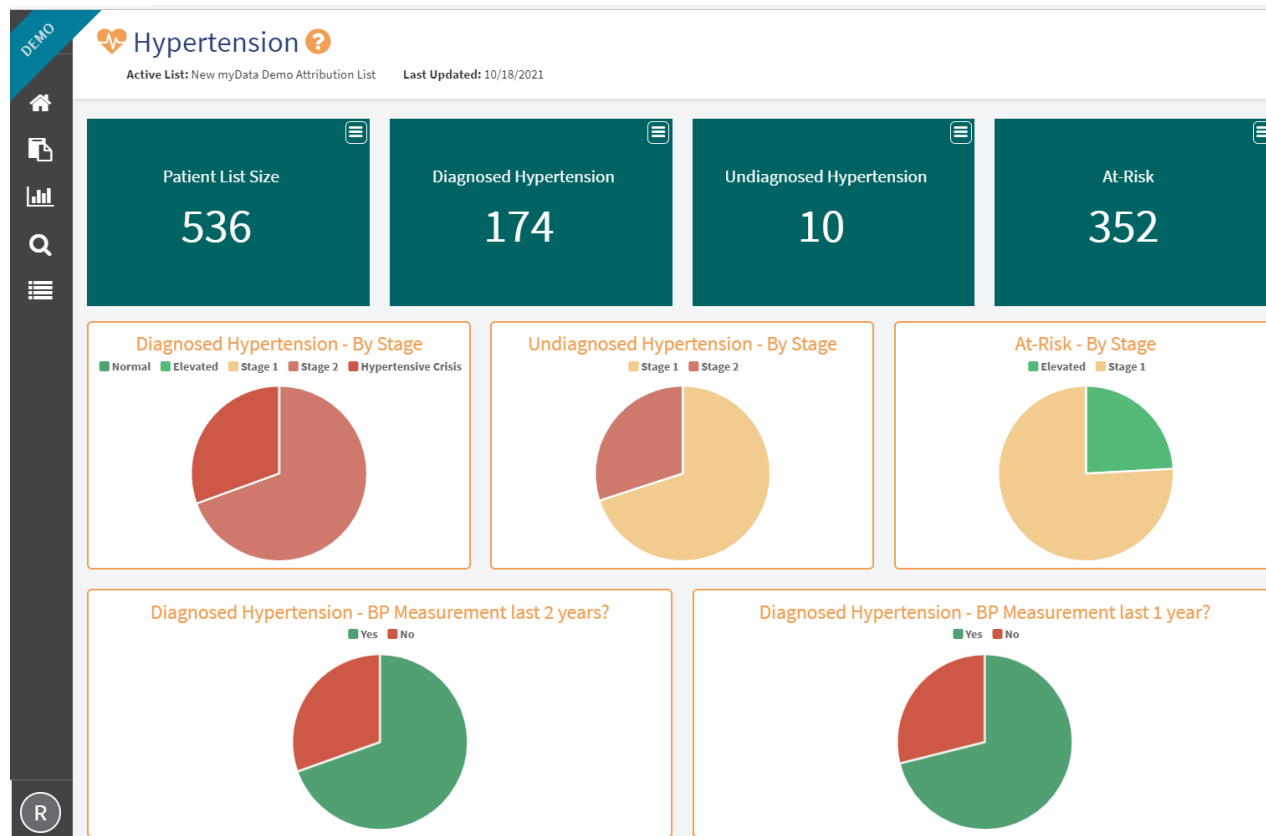 DEMO
Hypertension ?
Active List: New myData Demo Attribution List Last Updated: 10/18/2021
Patient List Size
536
Diagnosed Hypertension
174
Undiagnosed Hypertension
10
At-Risk
352
Diagnosed Hypertension - By Stage
Normal Elevated Stage 1 Stage 2 Hypertensive Crisis
Undiagnosed Hypertension - By Stage
Stage 1 Stage 2
At-Risk - By Stage
Elevated Stage 1
Diagnosed Hypertension - BP Measurement last 2 years?
Yes No
Diagnosed Hypertension - BP Measurement last 1 year?
Yes No
R